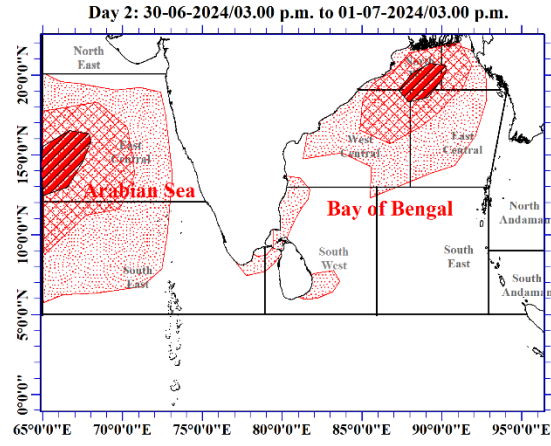 Day 2: 30-06-2024/03.00 p.m. to 01-07-2024/03.00 p.m.
North
East
North
20°0'0"N
East
Central
West
Central
East
Central
15°0'0"N
Arabian Sea
Bay of Bengal
North
Andaman
10°0'0"N
South
East
South
West
South
East
South
Andaman
5°0'0"N
0°0'0"
65°0'0"E 70°0'0"E 75°0'0"E 80°0'0"E 85°0'0"E 90°0'0"E 95°0'0"E